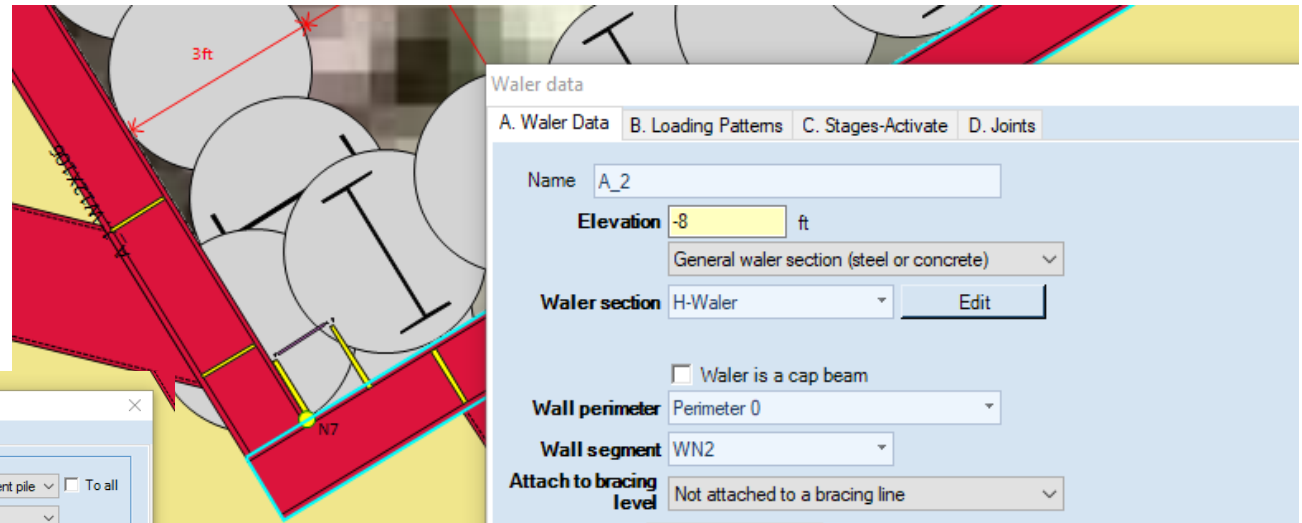 3ft
Waler data
A. Waler Data B. Loading Patterns C. Stages-Activate D. Joints
Name A_2
Elevation -8 ft
General waler section (steel or concrete)
Waler section H-Waler Edit
Waler is a cap beam
Wall perimeter Perimeter 0
Wall segment WN2
Attach to bracing level Not attached to a bracing line
N7
ent pile To all